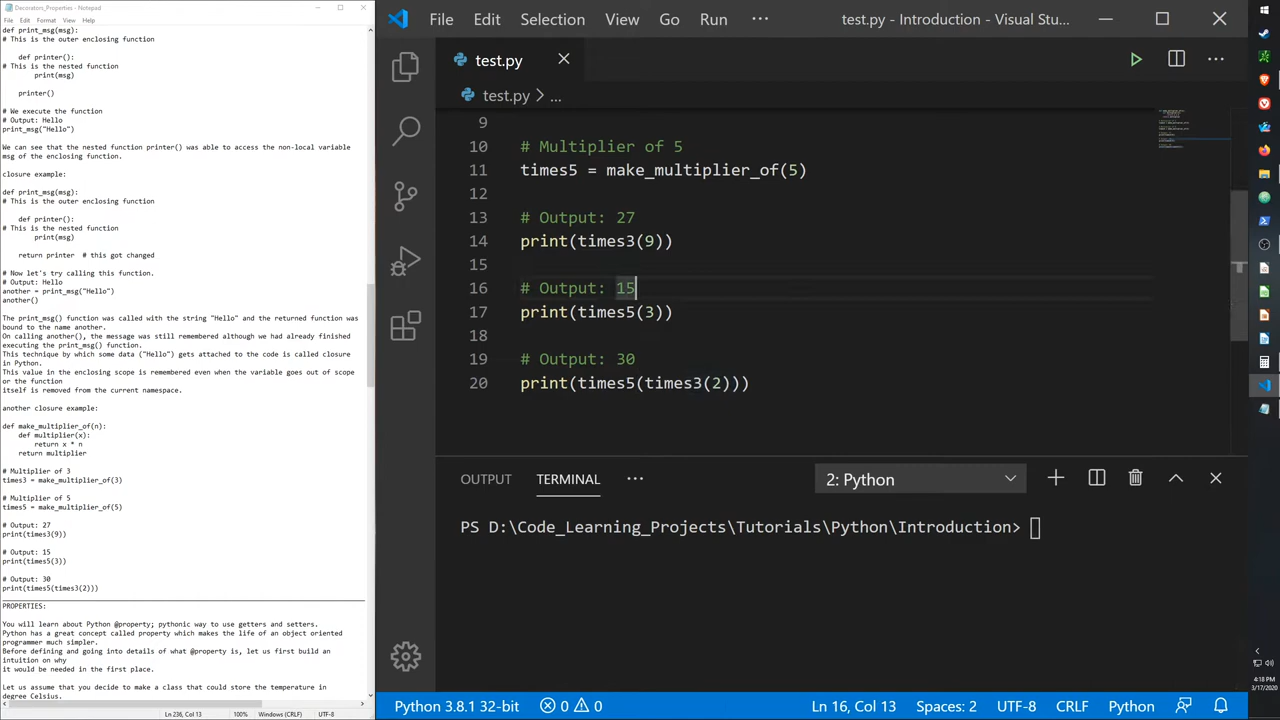 Decorators_Properties - Notepad
File Edit Format View Help
def print_msg(msg):
# This is the outer enclosing function
def printer():
# This is the nested function
print(msg)
printer()
# We execute the function
# Output: Hello
print_msg("Hello")
We can see that the nested function printer() was able to access the non-local variable
msg of the enclosing function.
closure example:
def print_msg(msg):
# This is the outer enclosing function
def printer():
# This is the nested function
print(msg)
return printer  # this got changed
# Now let's try calling this function.
# Output: Hello
another = print_msg("Hello")
another()
The print_msg() function was called with the string "Hello" and the returned function was
bound to the name another.
On calling another(), the message was still remembered although we had already finished
executing the print_msg() function.
This technique by which some data ("Hello") gets attached to the code is called closure
in Python.
This value in the enclosing scope is remembered even when the variable goes out of scope
or the function
itself is removed from the current namespace.
another closure example:
def make_multiplier_of(n):
def multiplier(x):
return x * n
return multiplier
# Multiplier of 3
times3 = make_multiplier_of(3)
# Multiplier of 5
times5 = make_multiplier_of(5)
# Output: 27
print(times3(9))
# Output: 15
print(times5(3))
# Output: 30
print(times5(times3(2)))
PROPERTIES:
You will learn about Python @property; pythonic way to use getters and setters.
Python has a great concept called property which makes the life of an object oriented
programmer much simpler.
Before defining and going into details of what @property is, let us first build an
intuition on why
it would be needed in the first place.
Let us assume that you decide to make a class that could store the temperature in
degree Celsius.
Ln 236, Col 13 100% Windows (CRLF) UTF-8
File Edit Selection View Go Run ··· test.py - Introduction - Visual Stu...
test.py
test.py > ...
9
10 # Multiplier of 5
11 times5 = make_multiplier_of(5)
12
13 # Output: 27
14 print(times3(9))
15
16 # Output: 15
17 print(times5(3))
18
19 # Output: 30
20 print(times5(times3(2)))
OUTPUT TERMINAL ··· 2: Python
PS D:\Code_Learning_Projects\Tutorials\Python\Introduction>
Python 3.8.1 32-bit 0 0 Ln 16, Col 13 Spaces: 2 UTF-8 CRLF Python
4:18 PM
3/17/2020